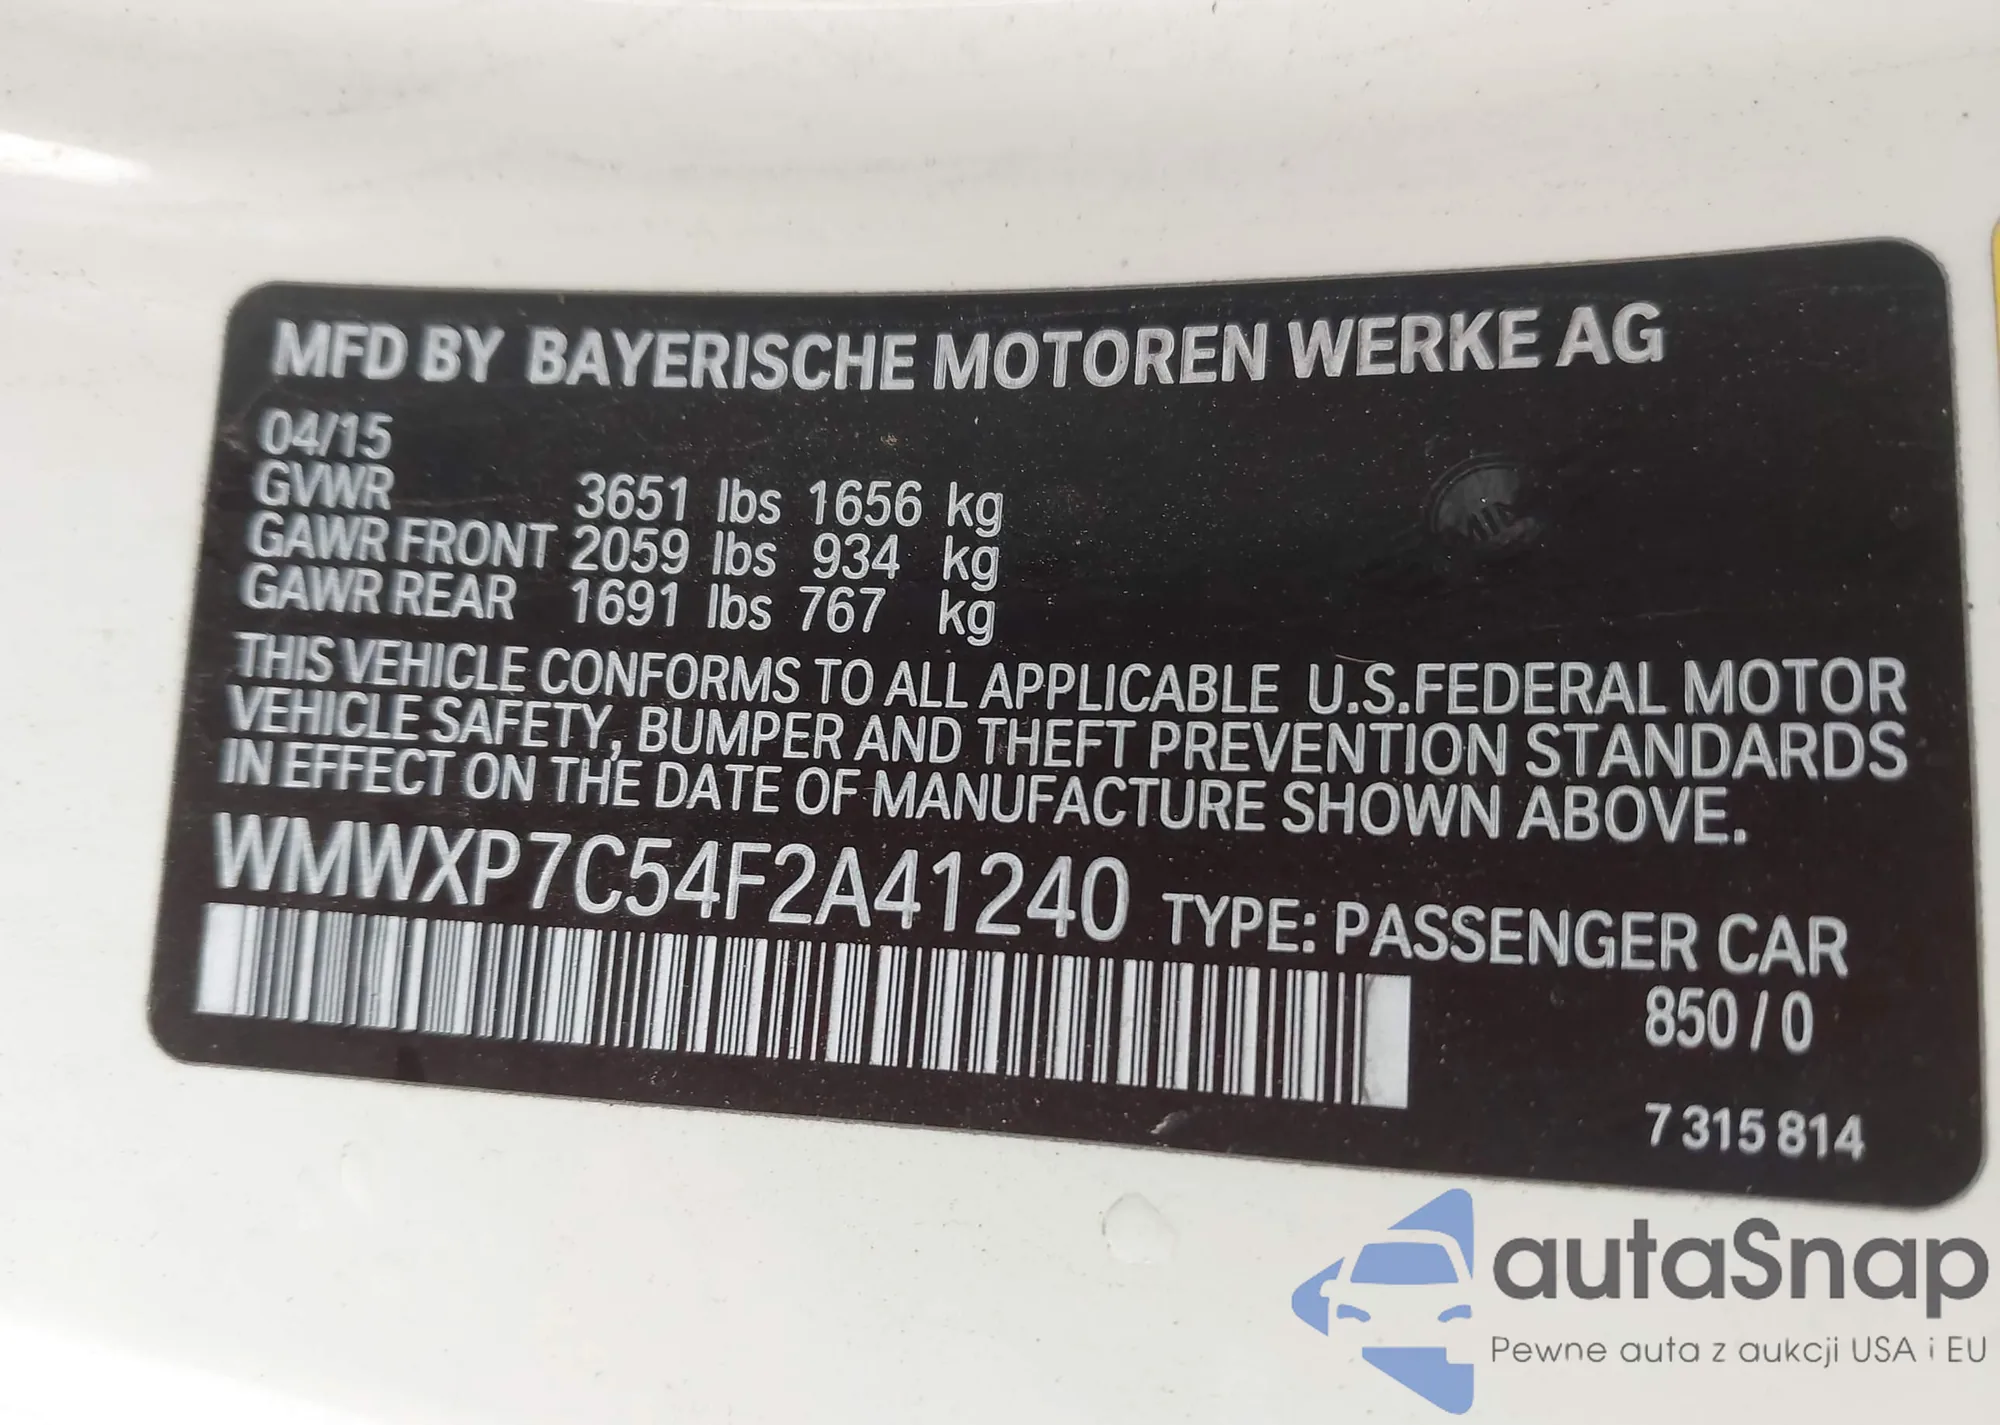 MFD BY BAYERISCHE MOTOREN WERKE AG
04/15
GVWR 3651 lbs 1656 kg
GAWR FRONT 2059 lbs 934 kg
GAWR REAR 1691 lbs 767 kg
THIS VEHICLE CONFORMS TO ALL APPLICABLE U.S.FEDERAL MOTOR
VEHICLE SAFETY, BUMPER AND THEFT PREVENTION STANDARDS
IN EFFECT ON THE DATE OF MANUFACTURE SHOWN ABOVE.
WMWXP7C54F2A41240 TYPE: PASSENGER CAR
850 / 0
7 315 814
autaSnap
Pewne auta z aukcji USA i EU